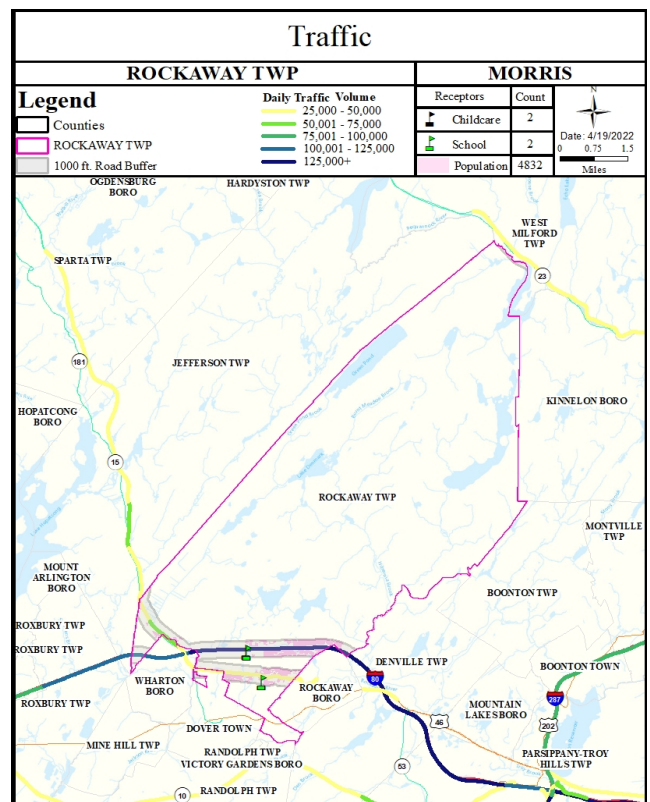 Traffic
ROCKAWAY TWP
MORRIS
Legend
Counties
ROCKAWAY TWP
1000 ft. Road Buffer
Daily Traffic Volume
25,000 - 50,000
50,001 - 75,000
75,001 - 100,000
100,001 - 125,000
125,000+
Receptors Count
Childcare 2
School 2
Population 4832
N
Date: 4/19/2022
0 0.75 1.5
Miles
OGDENSBURG
BORO
HARDYSTON TWP
WEST
MILFORD
TWP
SPARTA TWP
23
181
JEFFERSON TWP
KINNELON BORO
HOPATCONG
BORO
15
ROCKAWAY TWP
MONTVILLE
TWP
MOUNT
ARLINGTON
BORO
BOONTON TWP
ROXBURY TWP
ROXBURY TWP
DENVILLE TWP
BOONTON TOWN
80
WHARTON
BORO
ROCKAWAY
BORO
287
ROXBURY TWP
MOUNTAIN
LAKES BORO
46
202
DOVER TOWN
MINE HILL TWP
RANDOLPH TWP
VICTORY GARDENS BORO
PARSIPPANY-TROY
HILLS TWP
53
10
RANDOLPH TWP